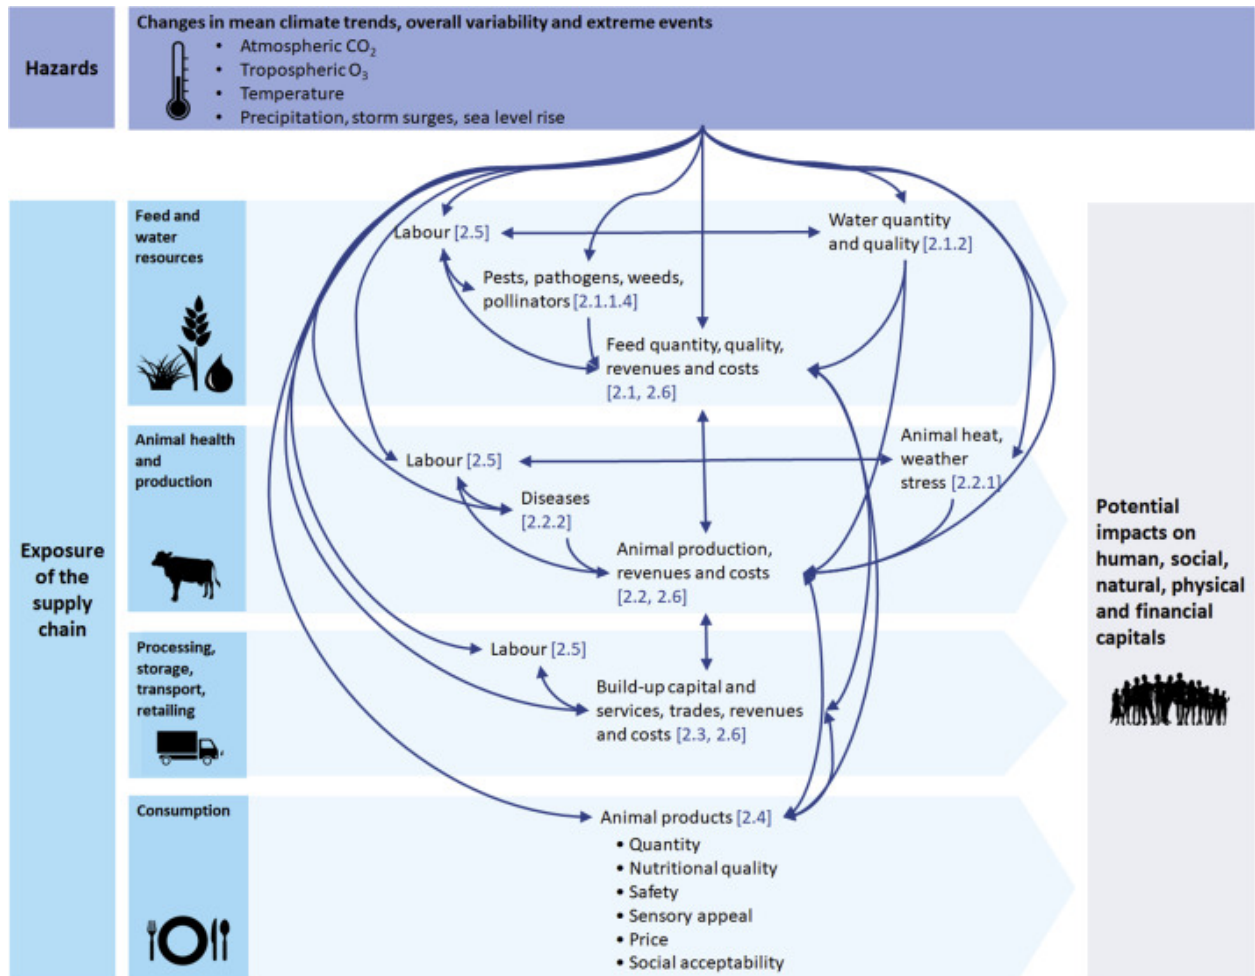 Hazards
Changes in mean climate trends, overall variability and extreme events
• Atmospheric CO₂
• Tropospheric O₃
• Temperature
• Precipitation, storm surges, sea level rise
Exposure
of the
supply
chain
Feed and
water
resources
Labour [2.5]
Water quantity
and quality [2.1.2]
Pests, pathogens, weeds,
pollinators [2.1.1.4]
Feed quantity, quality,
revenues and costs
[2.1, 2.6]
Animal health
and
production
Labour [2.5]
Animal heat,
weather
stress [2.2.1]
Diseases
[2.2.2]
Animal production,
revenues and costs
[2.2, 2.6]
Processing,
storage,
transport,
retailing
Labour [2.5]
Build-up capital and
services, trades, revenues
and costs [2.3, 2.6]
Consumption
Animal products [2.4]
• Quantity
• Nutritional quality
• Safety
• Sensory appeal
• Price
• Social acceptability
Potential
impacts on
human, social,
natural, physical
and financial
capitals